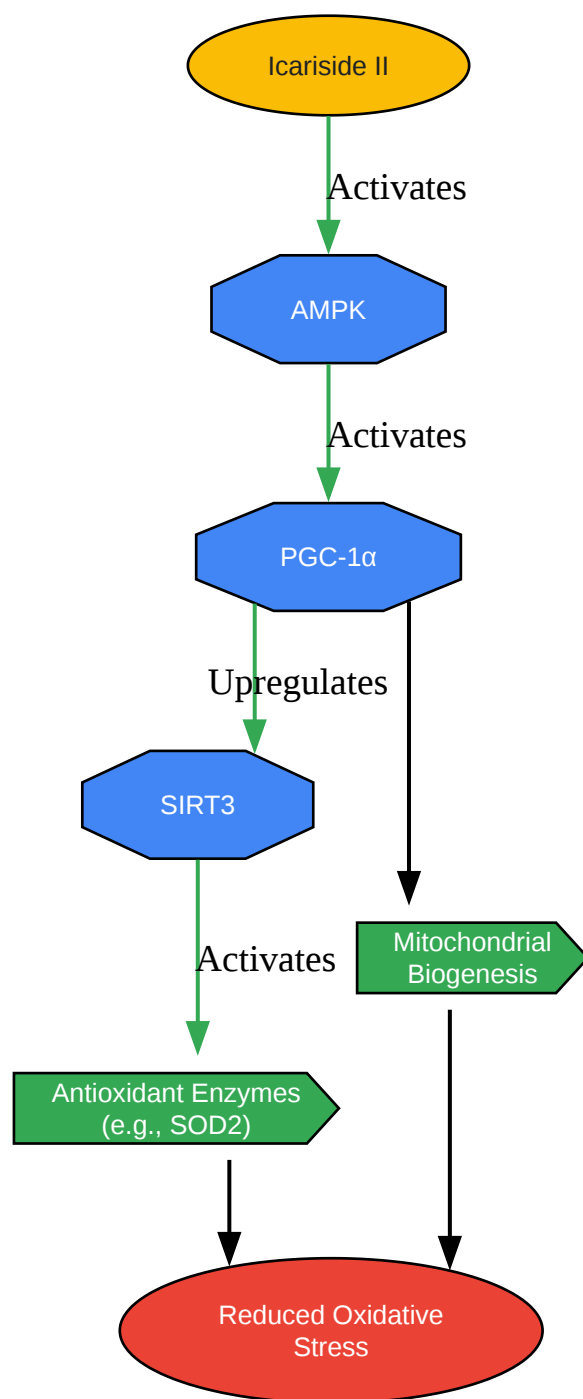 Icariside II
Activates
AMPK
Activates
PGC-1α
Upregulates
SIRT3
Activates
Mitochondrial
Biogenesis
Antioxidant Enzymes
(e.g., SOD2)
Reduced Oxidative
Stress